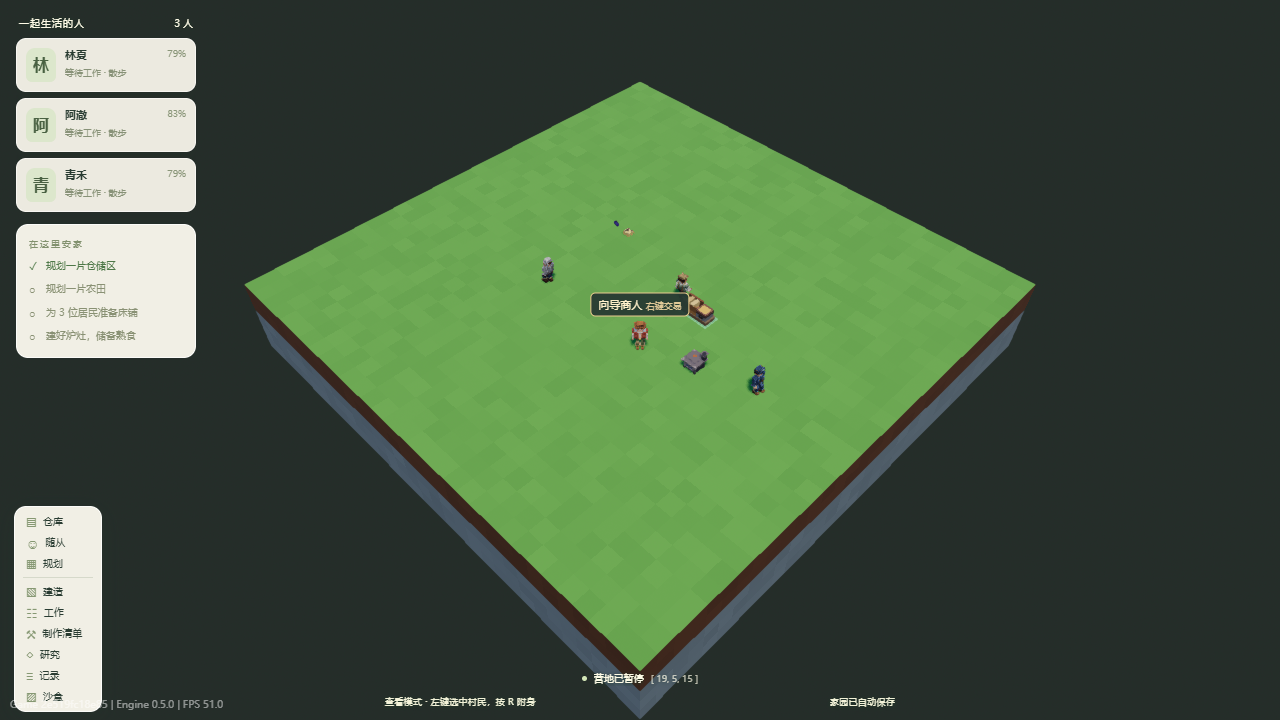 一起生活的人 3 人
林 林夏 79%
等待工作 · 散步
阿 阿澈 83%
等待工作 · 散步
青 青禾 79%
等待工作 · 散步
在这里安家
✓ 规划一片仓储区
○ 规划一片农田
○ 为 3 位居民准备床铺
○ 建好炉灶，储备熟食
向导商人 右键交易
仓库
随从
规划
建造
工作
制作清单
研究
记录
沙盒
营地已暂停 [ 19, 5, 15 ]
| Engine 0.5.0 | FPS 51.0
查看模式 · 左键选中村民，按 R 附身
家园已自动保存